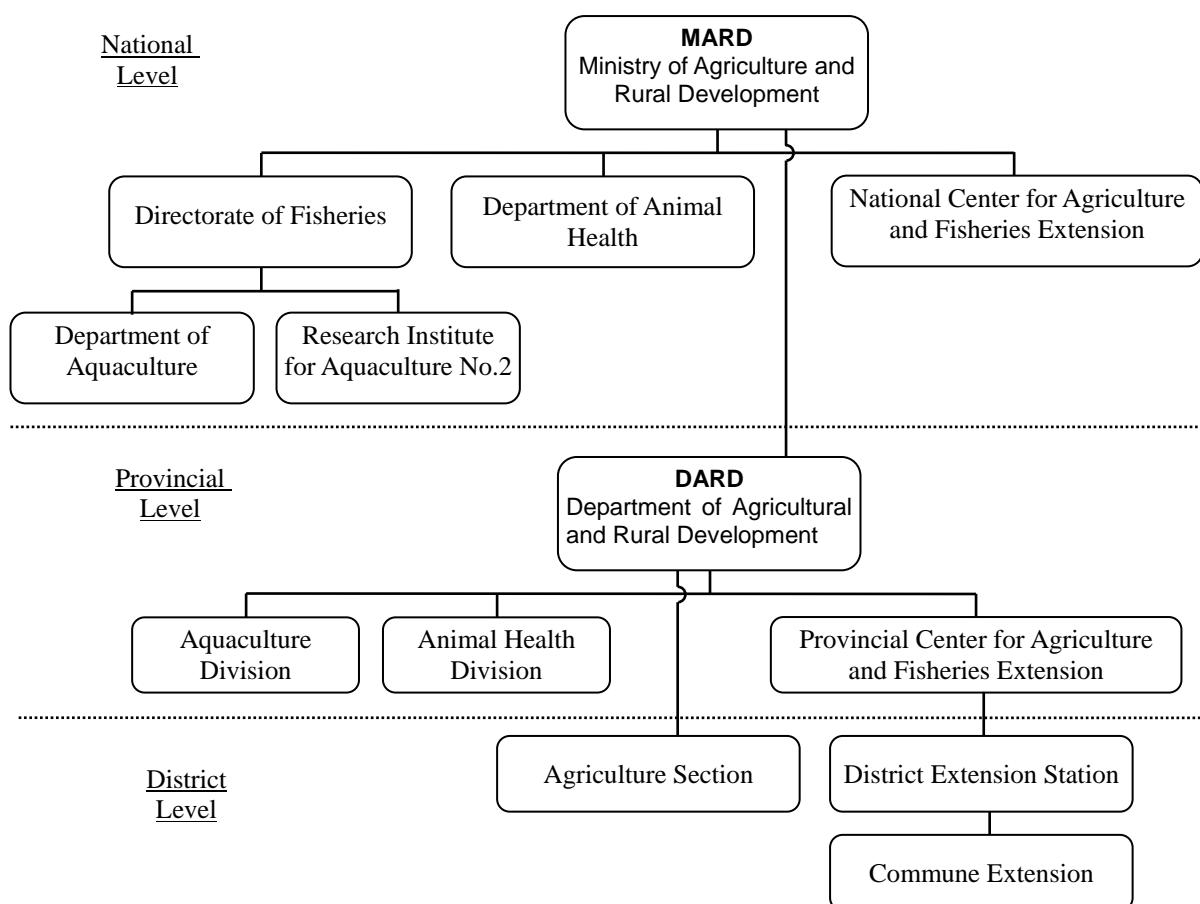 National
Level
MARD
Ministry of Agriculture and
Rural Development
Directorate of Fisheries
Department of Animal
Health
National Center for Agriculture
and Fisheries Extension
Department of
Aquaculture
Research Institute
for Aquaculture No.2
Provincial
Level
DARD
Department of Agricultural
and Rural Development
Aquaculture
Division
Animal Health
Division
Provincial Center for Agriculture
and Fisheries Extension
District
Level
Agriculture Section
District Extension Station
Commune Extension